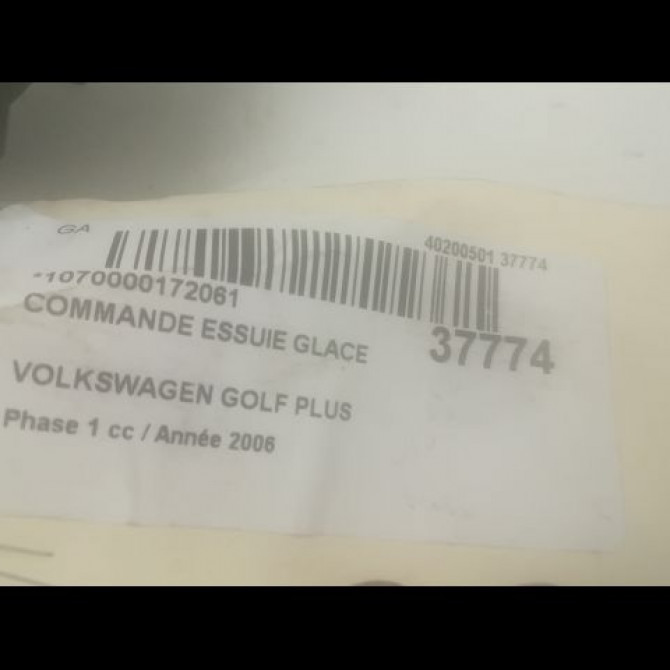 GA
40200501 37774
*1070000172061
COMMANDE ESSUIE GLACE
37774
VOLKSWAGEN GOLF PLUS
Phase 1 cc / Année 2006